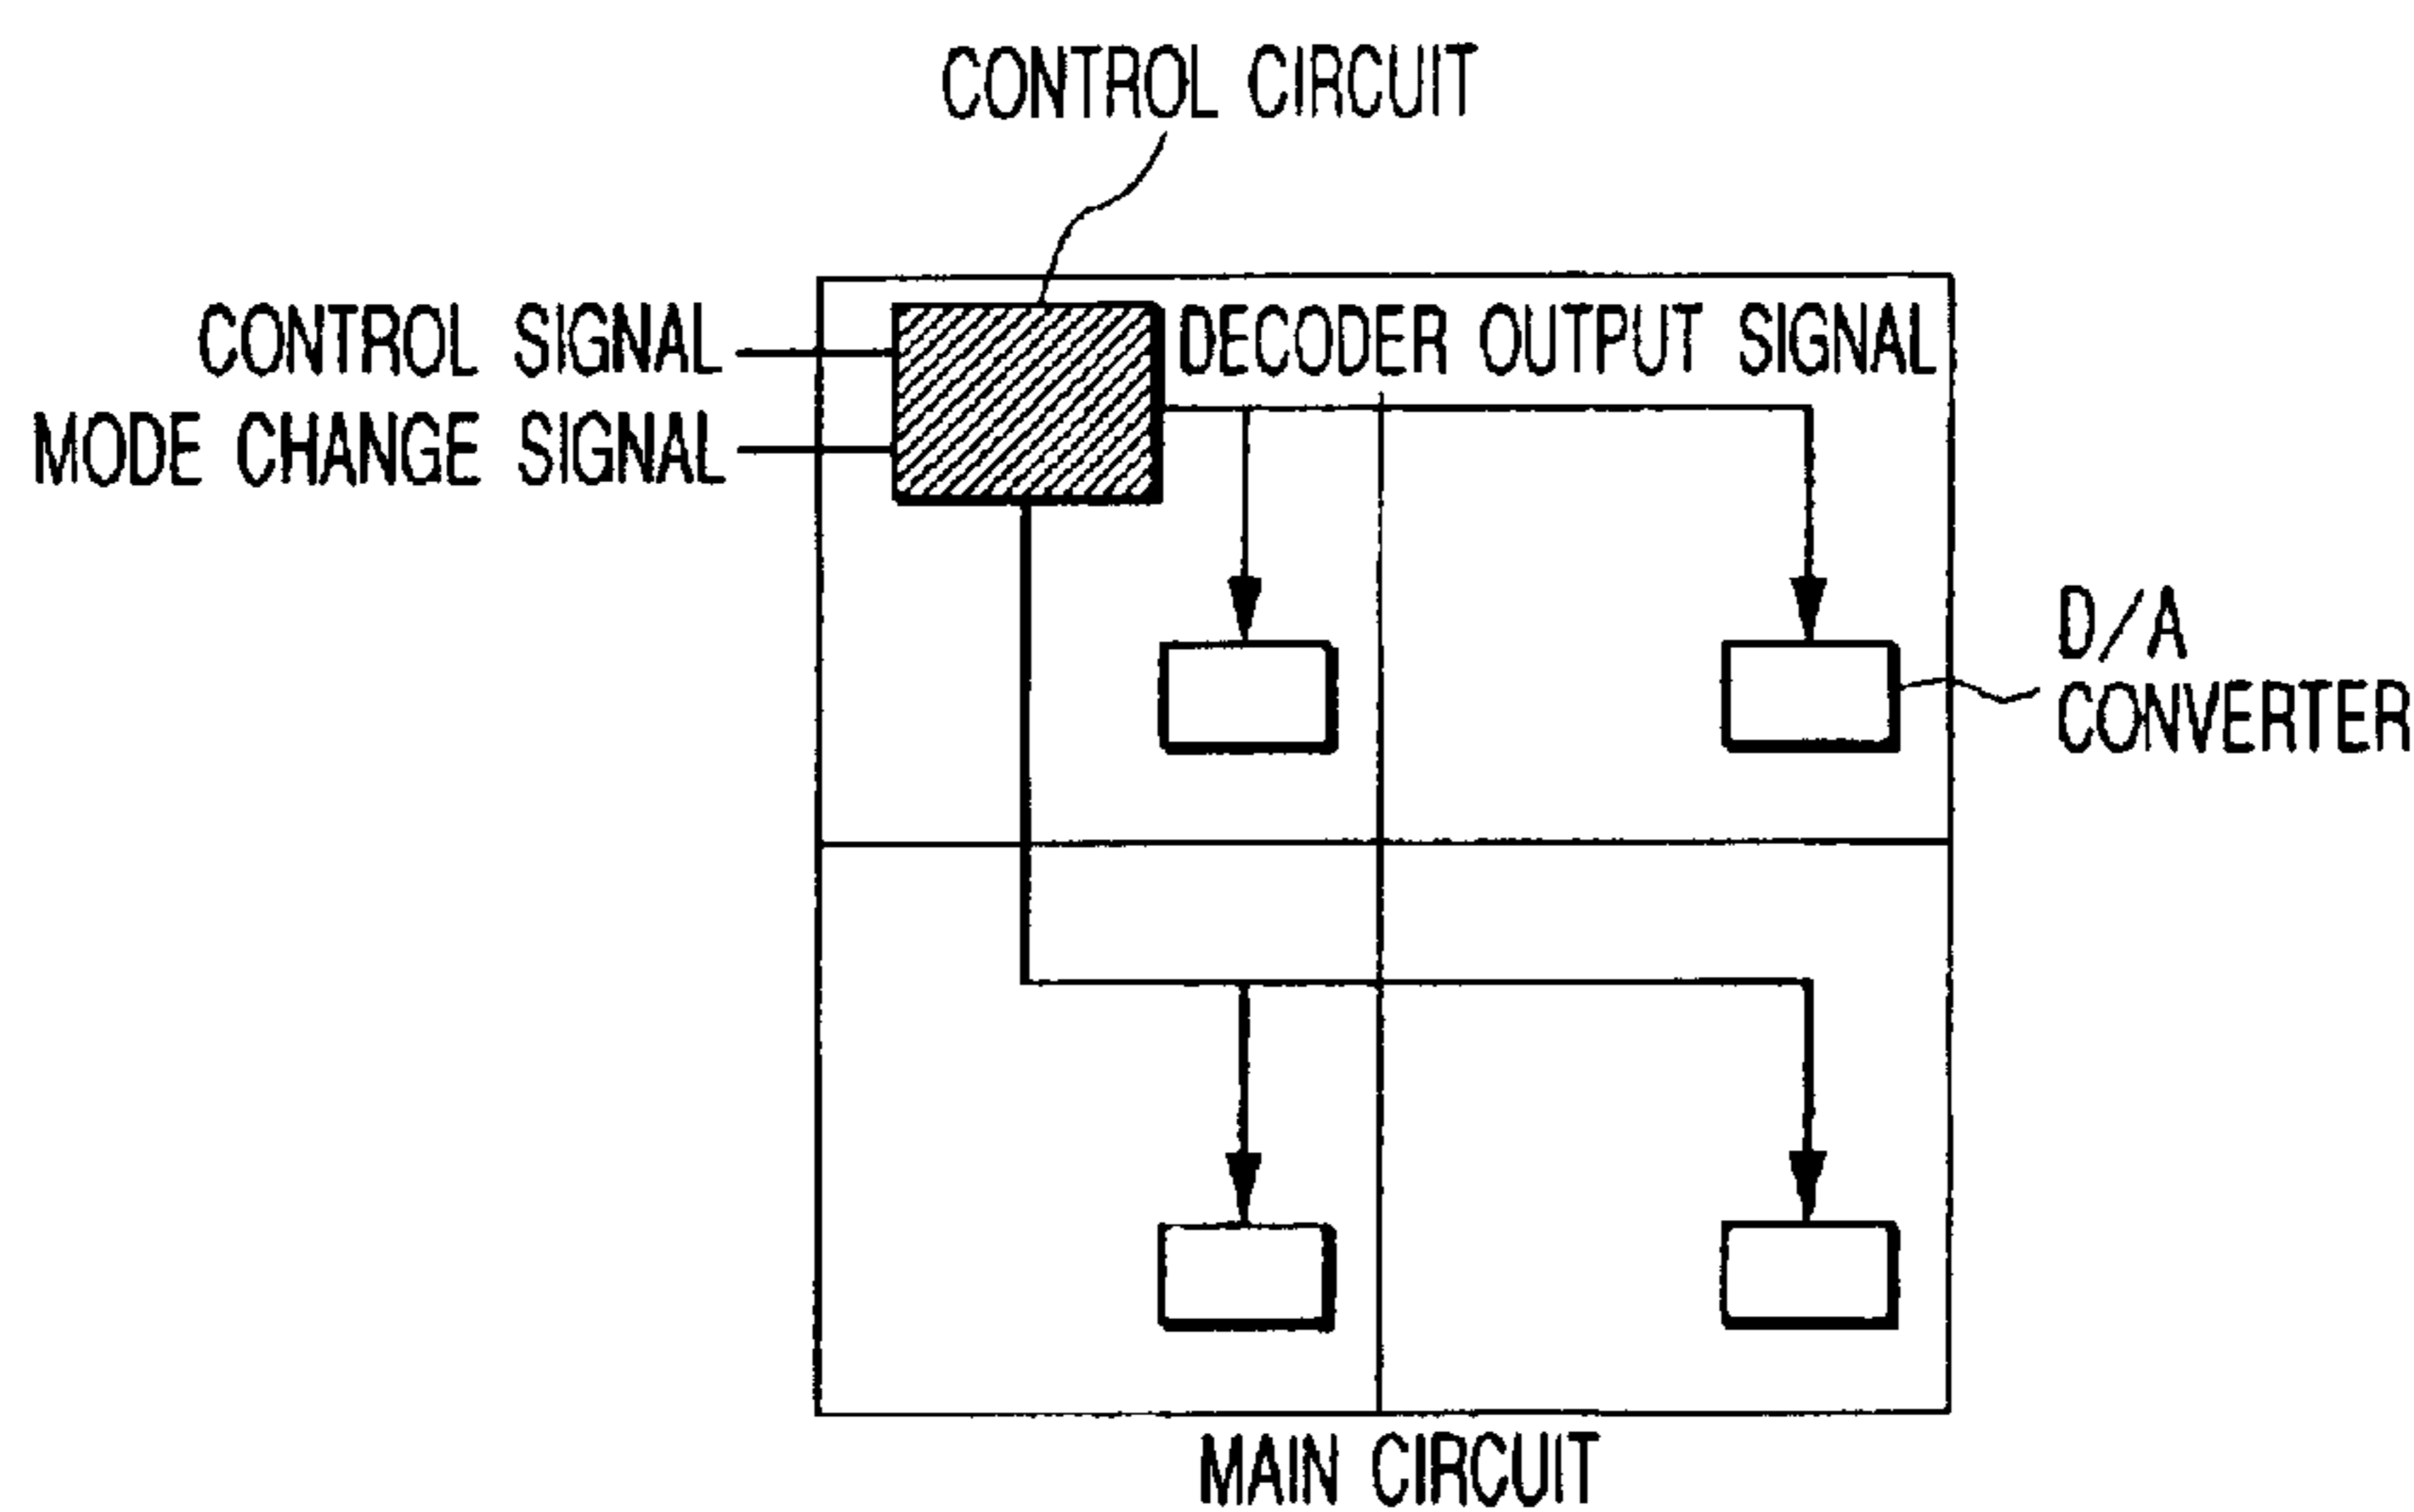 CONTROL CIRCUIT
CONTROL SIGNAL
DECODER OUTPUT SIGNAL
MODE CHANGE SIGNAL
D/A
CONVERTER
MAIN CIRCUIT